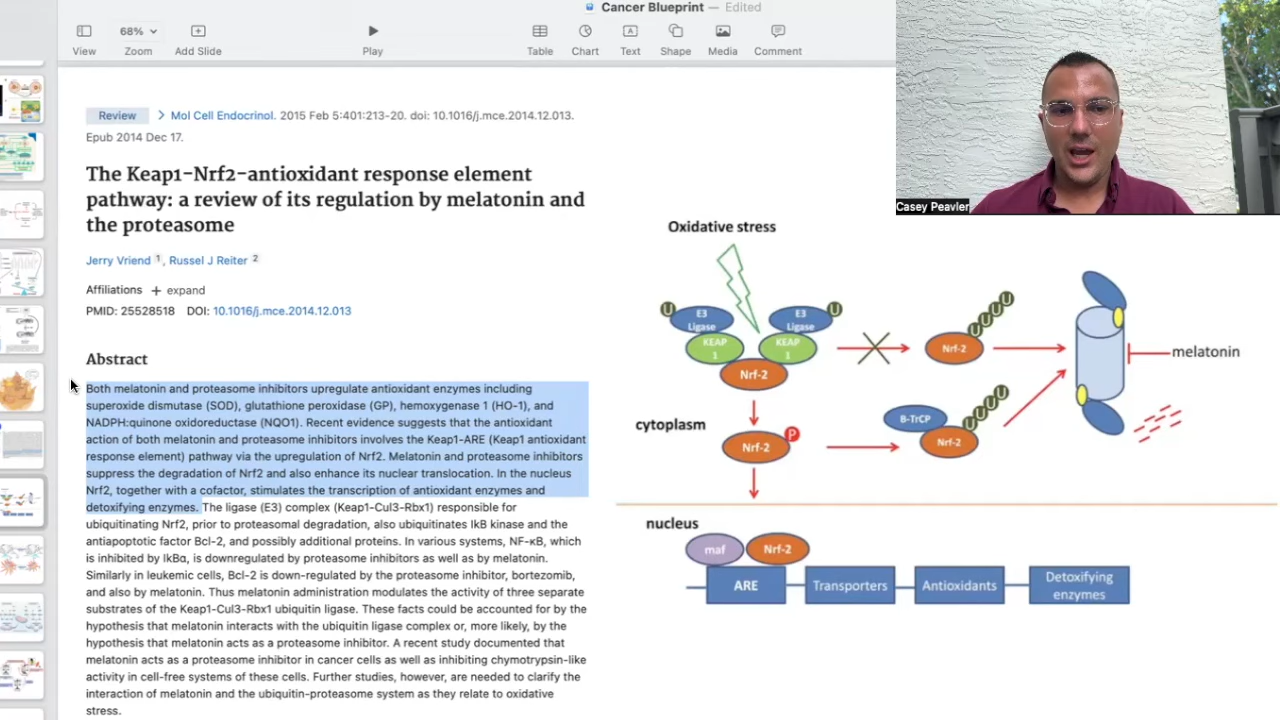 Cancer Blueprint — Edited
68%
View
Zoom
Add Slide
Play
Table
Chart
Text
Shape
Media
Comment
Casey Peavler
Review > Mol Cell Endocrinol. 2015 Feb 5:401:213-20. doi: 10.1016/j.mce.2014.12.013.
Epub 2014 Dec 17.
The Keap1-Nrf2-antioxidant response element
pathway: a review of its regulation by melatonin and
the proteasome
Jerry Vriend 1, Russel J Reiter 2
Affiliations + expand
PMID: 25528518 DOI: 10.1016/j.mce.2014.12.013
Abstract
Both melatonin and proteasome inhibitors upregulate antioxidant enzymes including
superoxide dismutase (SOD), glutathione peroxidase (GP), hemoxygenase 1 (HO-1), and
NADPH:quinone oxidoreductase (NQO1). Recent evidence suggests that the antioxidant
action of both melatonin and proteasome inhibitors involves the Keap1-ARE (Keap1 antioxidant
response element) pathway via the upregulation of Nrf2. Melatonin and proteasome inhibitors
suppress the degradation of Nrf2 and also enhance its nuclear translocation. In the nucleus
Nrf2, together with a cofactor, stimulates the transcription of antioxidant enzymes and
detoxifying enzymes. The ligase (E3) complex (Keap1-Cul3-Rbx1) responsible for
ubiquitinating Nrf2, prior to proteasomal degradation, also ubiquitinates IkB kinase and the
antiapoptotic factor Bcl-2, and possibly additional proteins. In various systems, NF-κB, which
is inhibited by IkBα, is downregulated by proteasome inhibitors as well as by melatonin.
Similarly in leukemic cells, Bcl-2 is down-regulated by the proteasome inhibitor, bortezomib,
and also by melatonin. Thus melatonin administration modulates the activity of three separate
substrates of the Keap1-Cul3-Rbx1 ubiquitin ligase. These facts could be accounted for by the
hypothesis that melatonin interacts with the ubiquitin ligase complex or, more likely, by the
hypothesis that melatonin acts as a proteasome inhibitor. A recent study documented that
melatonin acts as a proteasome inhibitor in cancer cells as well as inhibiting chymotrypsin-like
activity in cell-free systems of these cells. Further studies, however, are needed to clarify the
interaction of melatonin and the ubiquitin-proteasome system as they relate to oxidative
stress.
Oxidative stress
U
E3
Ligase
E3
Ligase
U
KEAP
1
KEAP
1
Nrf-2
Nrf-2
U U U U
melatonin
cytoplasm
Nrf-2
P
B-TrCP
Nrf-2
U U U U
nucleus
maf
Nrf-2
ARE
Transporters
Antioxidants
Detoxifying
enzymes